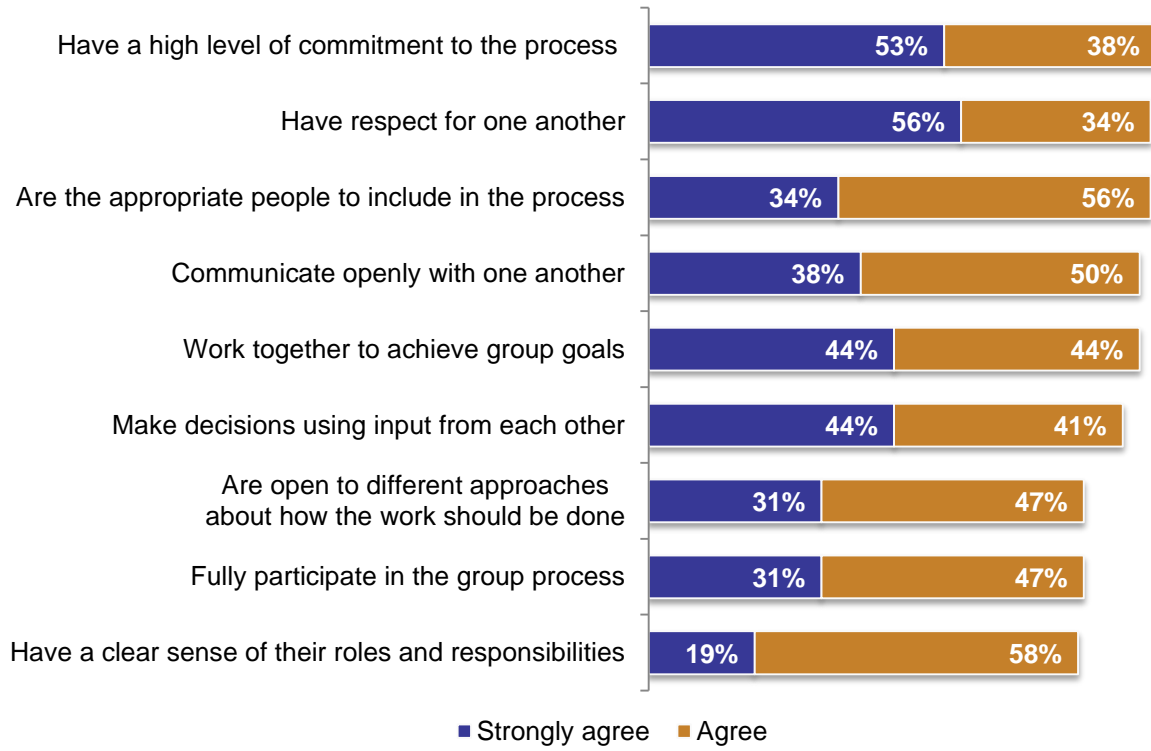 Have a high level of commitment to the process 53% 38%
Have respect for one another 56% 34%
Are the appropriate people to include in the process 34% 56%
Communicate openly with one another 38% 50%
Work together to achieve group goals 44% 44%
Make decisions using input from each other 44% 41%
Are open to different approaches
about how the work should be done 31% 47%
Fully participate in the group process 31% 47%
Have a clear sense of their roles and responsibilities 19% 58%
Strongly agree Agree